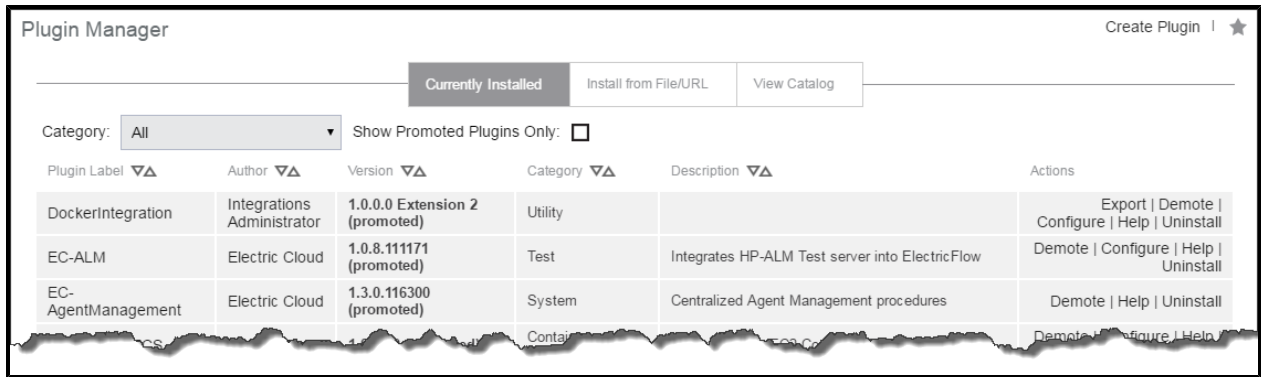 Plugin Manager
Create Plugin |
Currently Installed
Install from File/URL
View Catalog
Category: All
Show Promoted Plugins Only:
Plugin Label
Author
Version
Category
Description
Actions
DockerIntegration
Integrations
Administrator
1.0.0.0 Extension 2
(promoted)
Utility
Export | Demote |
Configure | Help | Uninstall
EC-ALM
Electric Cloud
1.0.8.111171
(promoted)
Test
Integrates HP-ALM Test server into ElectricFlow
Demote | Configure | Help |
Uninstall
EC-
AgentManagement
Electric Cloud
1.3.0.116300
(promoted)
System
Centralized Agent Management procedures
Demote | Help | Uninstall
Demote